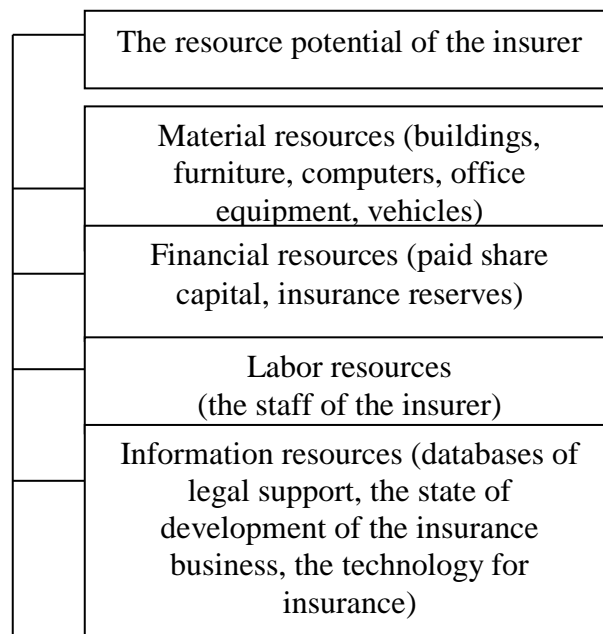 The resource potential of the insurer
Material resources (buildings,
furniture, computers, office
equipment, vehicles)
Financial resources (paid share
capital, insurance reserves)
Labor resources
(the staff of the insurer)
Information resources (databases of
legal support, the state of
development of the insurance
business, the technology for
insurance)